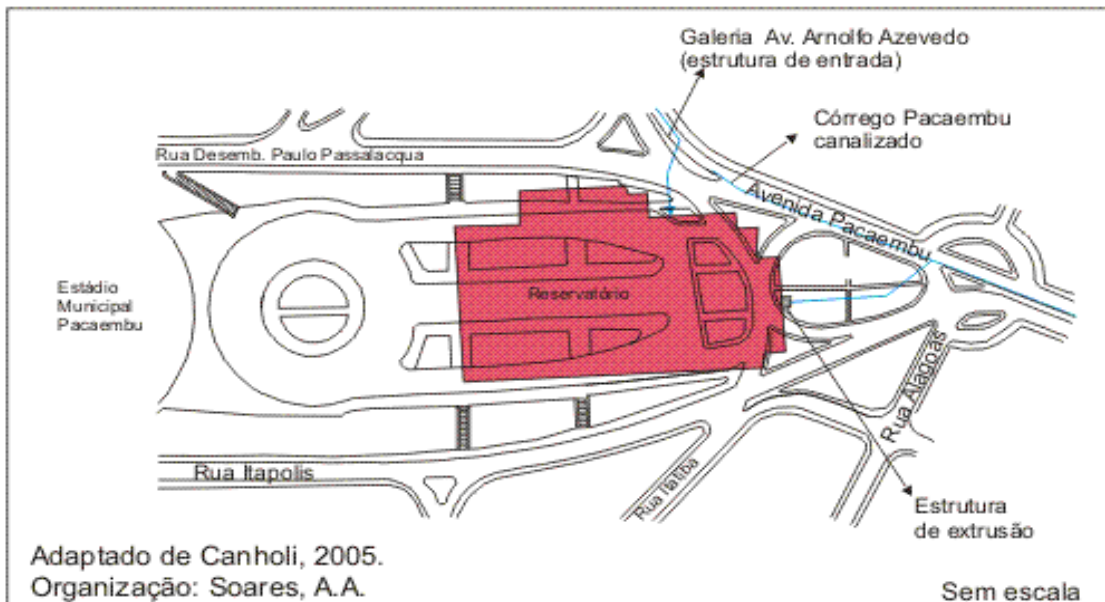 Galeria Av. Arnolfo Azevedo
(estrutura de entrada)
Córrego Pacaembu
canalizado
Rua Desemb. Paulo Passalacqua
Avenida Pacaembu
Estádio
Municipal
Pacaembu
Reservatório
Rua Alagoas
Rua Itapolis
Rua Itatiba
Estrutura
de extrusão
Adaptado de Canholi, 2005.
Organização: Soares, A.A.
Sem escala